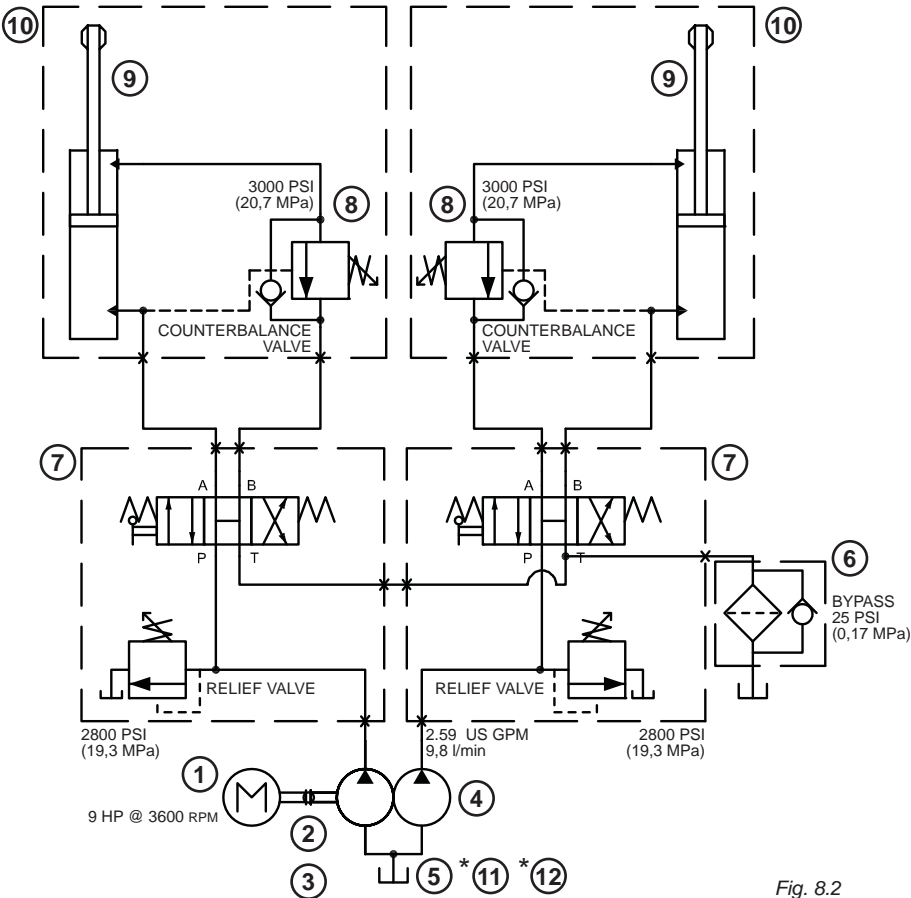 10
10
9
9
3000 PSI
(20,7 MPa)
8
3000 PSI
(20,7 MPa)
8
COUNTERBALANCE
VALVE
COUNTERBALANCE
VALVE
7
7
A B
A B
P T
P T
6
BYPASS
25 PSI
(0,17 MPa)
RELIEF VALVE
RELIEF VALVE
2800 PSI
(19,3 MPa)
2.59 US GPM
9,8 l/min
2800 PSI
(19,3 MPa)
1
M
4
9 HP @ 3600 RPM
2
3
5 * 11 * 12
Fig. 8.2